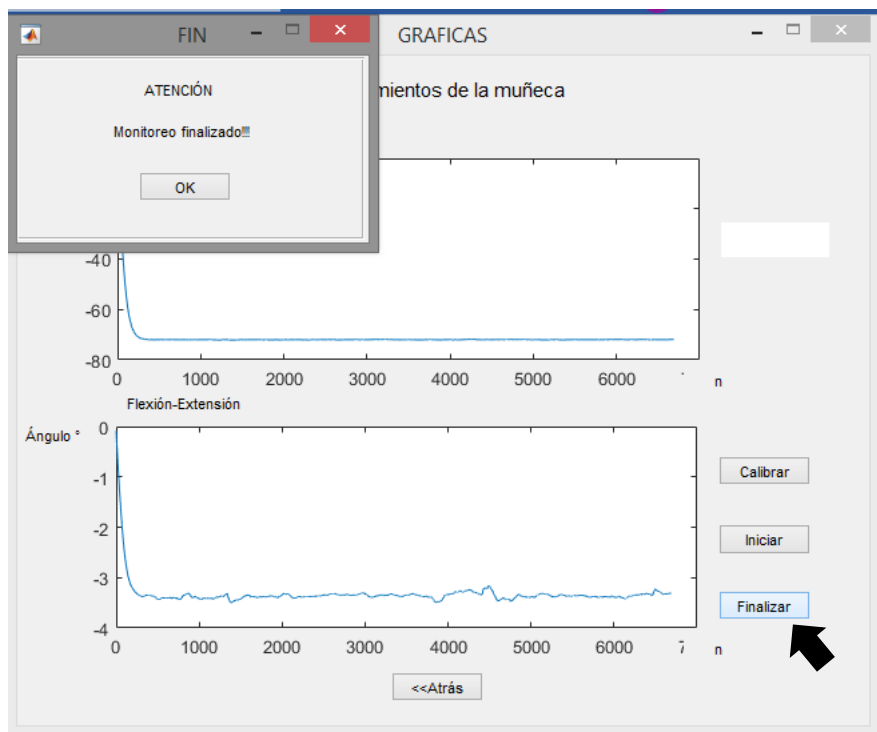 FIN
GRAFICAS
ATENCIÓN
Monitoreo finalizado!!!
OK
mientos de la muñeca
-40
-60
-80
0 1000 2000 3000 4000 5000 6000 n
Flexión-Extensión
Ángulo °
0
-1
-2
-3
-4
0 1000 2000 3000 4000 5000 6000 n
Calibrar
Iniciar
Finalizar
<<Atrás